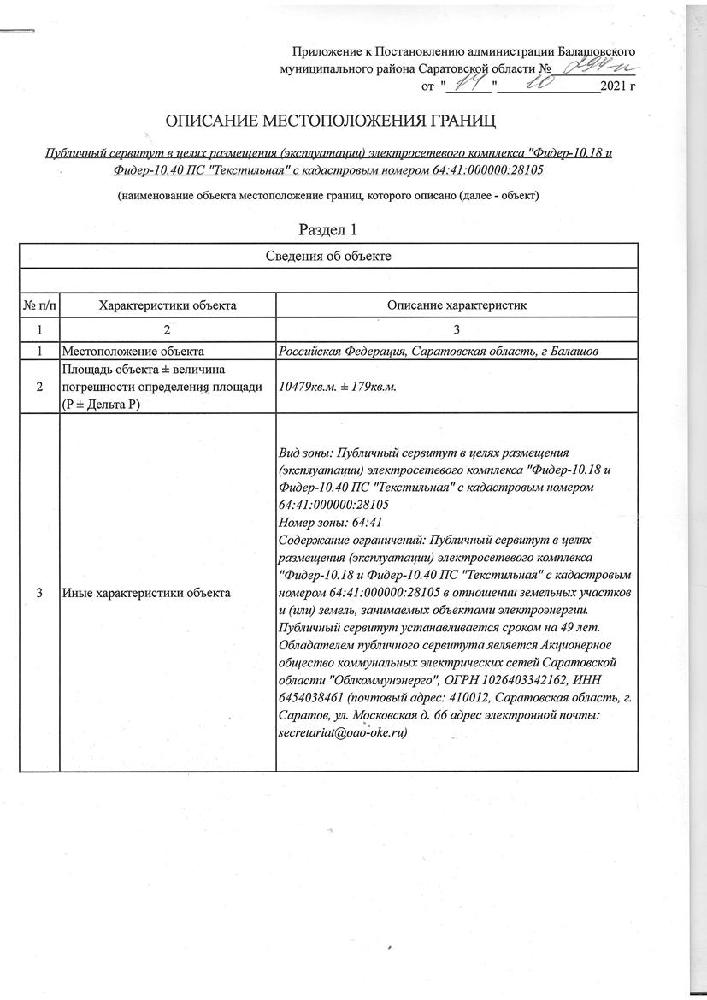 Приложение к Постановлению администрации Балашовского
муниципального района Саратовской области № 294-п
от "14" 10 2021 г
ОПИСАНИЕ МЕСТОПОЛОЖЕНИЯ ГРАНИЦ
Публичный сервитут в целях размещения (эксплуатации) электросетевого комплекса "Фидер-10.18 и
Фидер-10.40 ПС "Текстильная" с кадастровым номером 64:41:000000:28105
(наименование объекта местоположение границ, которого описано (далее - объект)
Раздел 1
Сведения об объекте
№ п/п Характеристики объекта Описание характеристик
1 2 3
1 Местоположение объекта Российская Федерация, Саратовская область, г Балашов
Площадь объекта ± величина
2 погрешности определения площади 10479кв.м. ± 179кв.м.
(Р ± Дельта Р)
Вид зоны: Публичный сервитут в целях размещения
(эксплуатации) электросетевого комплекса "Фидер-10.18 и
Фидер-10.40 ПС "Текстильная" с кадастровым номером
64:41:000000:28105
Номер зоны: 64:41
Содержание ограничений: Публичный сервитут в целях
размещения (эксплуатации) электросетевого комплекса
"Фидер-10.18 и Фидер-10.40 ПС "Текстильная" с кадастровым
3 Иные характеристики объекта номером 64:41:000000:28105 в отношении земельных участков
и (или) земель, занимаемых объектами электроэнергии.
Публичный сервитут устанавливается сроком на 49 лет.
Обладателем публичного сервитута является Акционерное
общество коммунальных электрических сетей Саратовской
области "Облкоммунэнерго", ОГРН 1026403342162, ИНН
6454038461 (почтовый адрес: 410012, Саратовская область, г.
Саратов, ул. Московская д. 66 адрес электронной почты:
secretariat@oao-oke.ru)